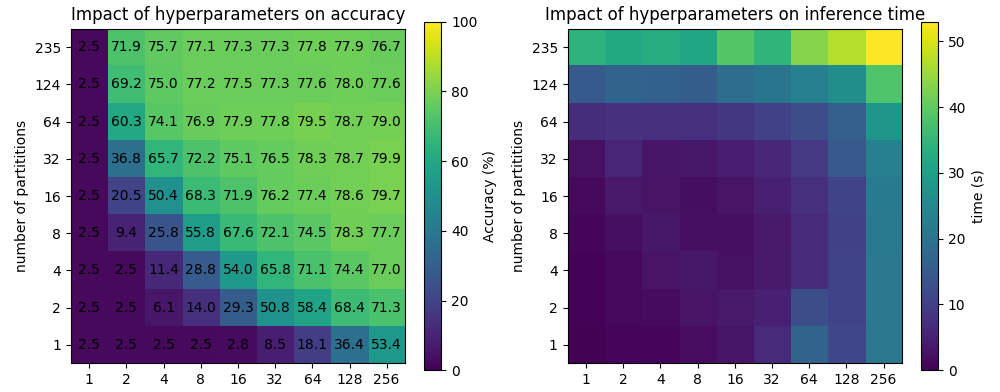 Impact of hyperparameters on accuracy
number of partititions
235 2.5 71.9 75.7 77.1 77.3 77.3 77.8 77.9 76.7
124 2.5 69.2 75.0 77.2 77.5 77.3 77.6 78.0 77.6
64 2.5 60.3 74.1 76.9 77.9 77.8 79.5 78.7 79.0
32 2.5 36.8 65.7 72.2 75.1 76.5 78.3 78.7 79.9
16 2.5 20.5 50.4 68.3 71.9 76.2 77.4 78.6 79.7
8 2.5 9.4 25.8 55.8 67.6 72.1 74.5 78.3 77.7
4 2.5 2.5 11.4 28.8 54.0 65.8 71.1 74.4 77.0
2 2.5 2.5 6.1 14.0 29.3 50.8 58.4 68.4 71.3
1 2.5 2.5 2.5 2.5 2.8 8.5 18.1 36.4 53.4
1 2 4 8 16 32 64 128 256
100
80
60
40
20
0
Accuracy (%)
Impact of hyperparameters on inference time
number of partititions
235
124
64
32
16
8
4
2
1
1 2 4 8 16 32 64 128 256
50
40
30
20
10
0
time (s)